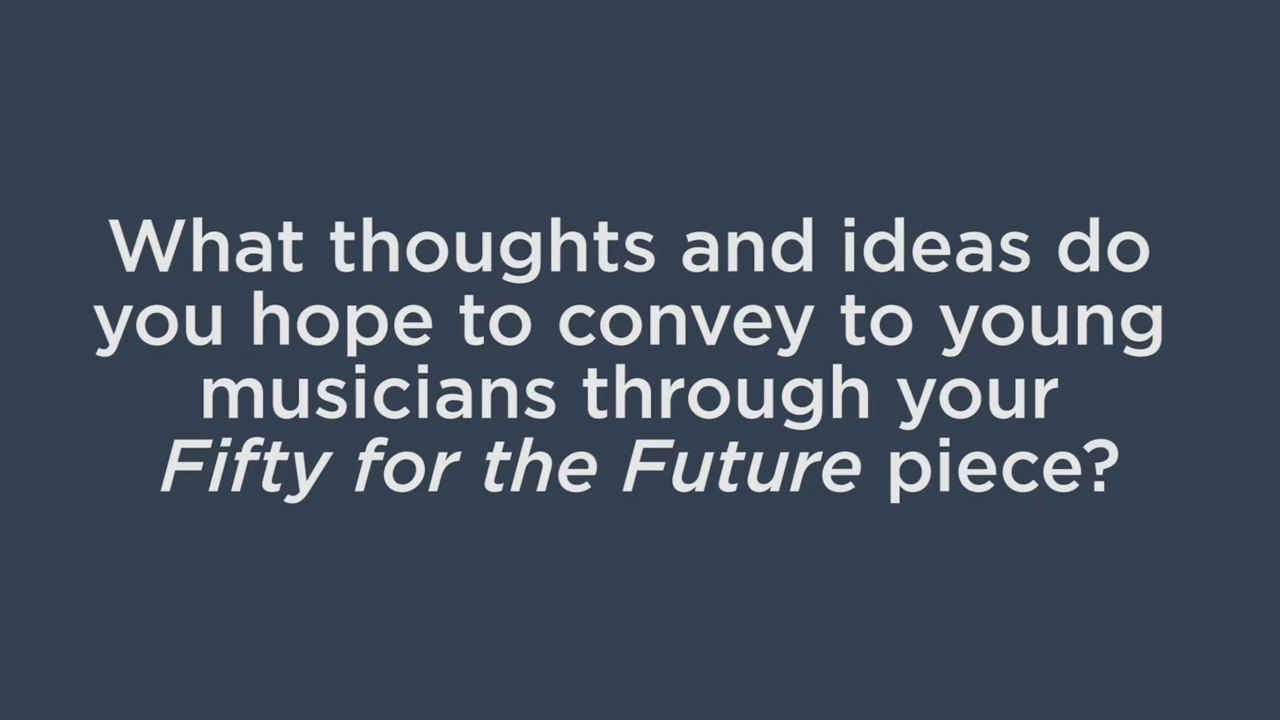 What thoughts and ideas do
you hope to convey to young
musicians through your
Fifty for the Future piece?